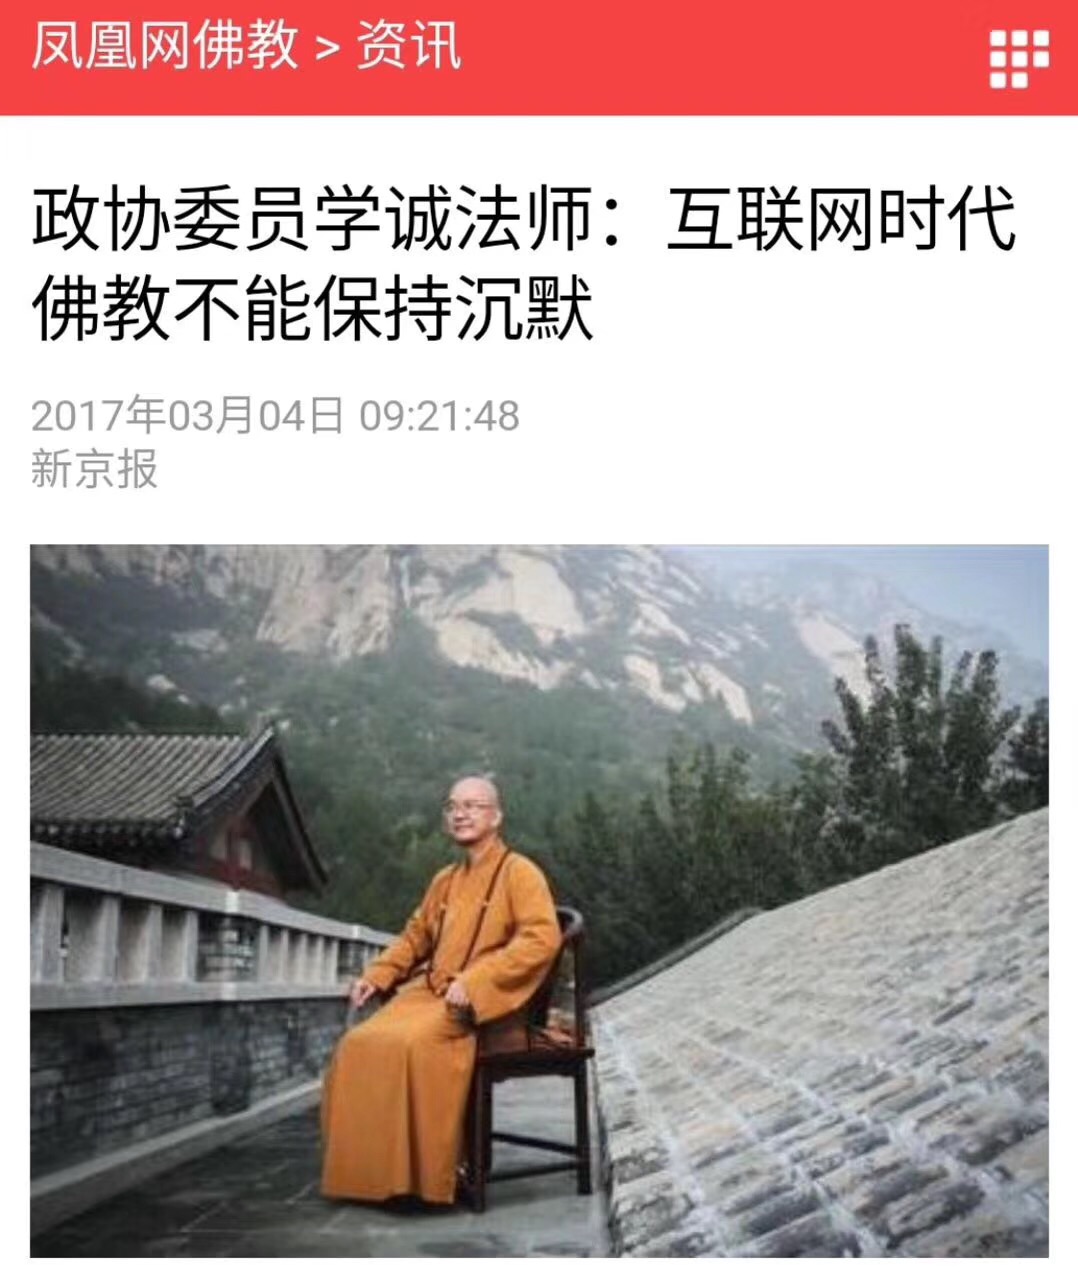 凤凰网佛教 > 资讯
政协委员学诚法师：互联网时代
佛教不能保持沉默
2017年03月04日 09:21:48
新京报